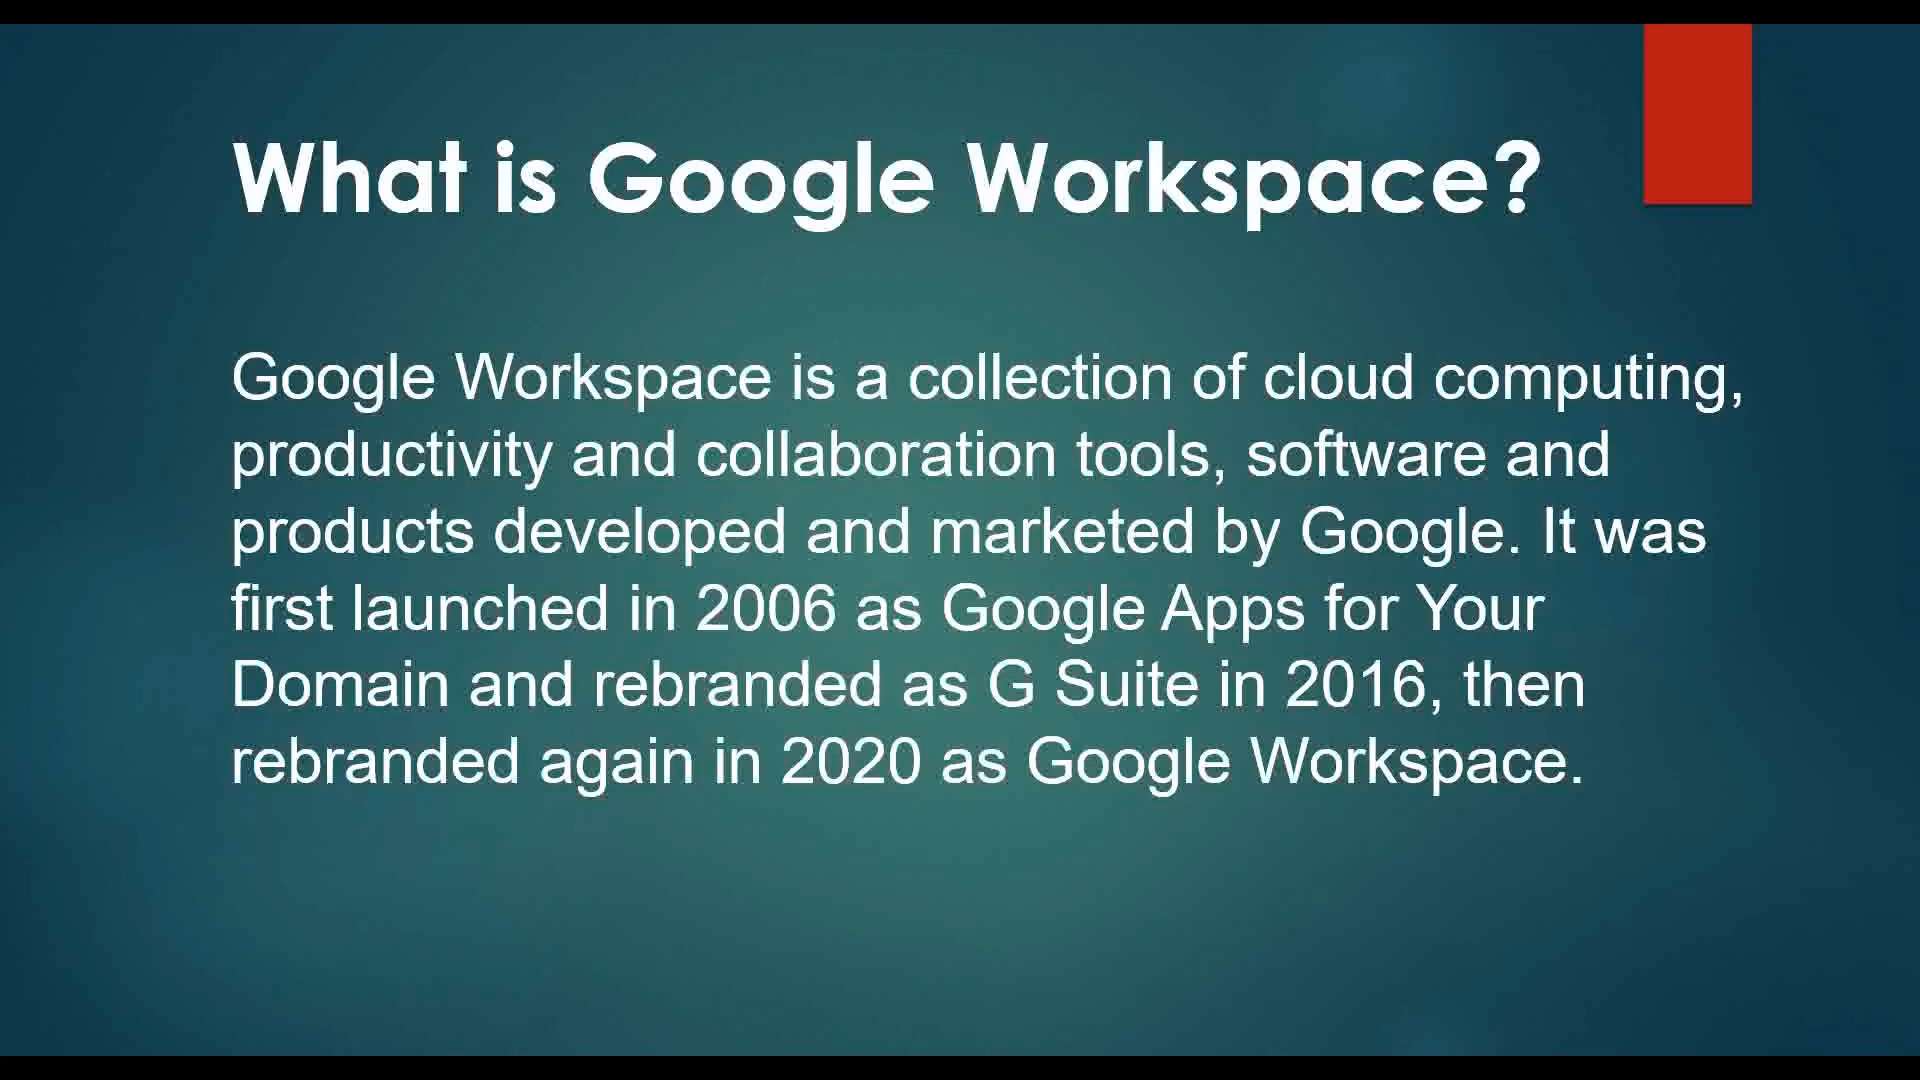 What is Google Workspace?
Google Workspace is a collection of cloud computing,
productivity and collaboration tools, software and
products developed and marketed by Google. It was
first launched in 2006 as Google Apps for Your
Domain and rebranded as G Suite in 2016, then
rebranded again in 2020 as Google Workspace.